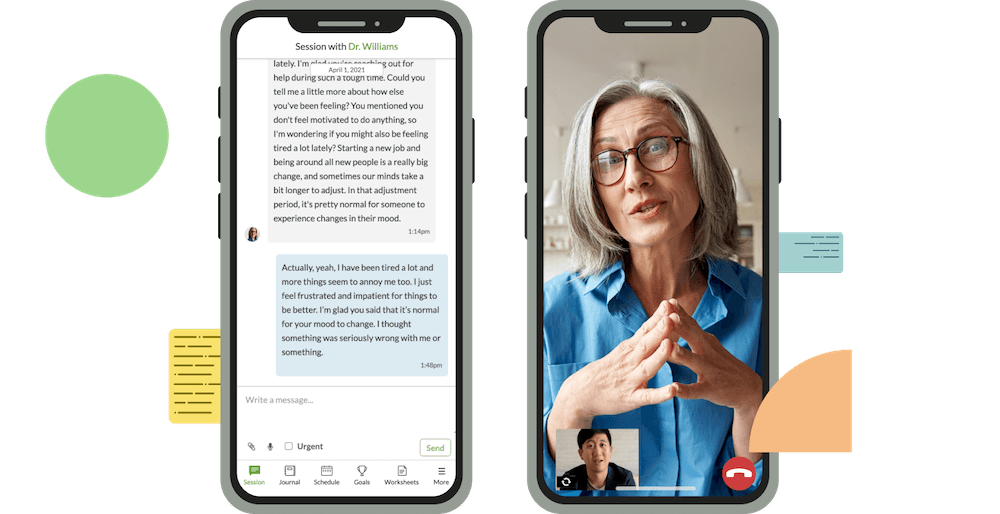 Session with Dr. Williams
lately. I'm glad you're reaching out for
April 1, 2021
help during such a tough time. Could you
tell me a little more about how else
you've been feeling? You mentioned you
don't feel motivated to do anything, so
I'm wondering if you might also be feeling
tired a lot lately? Starting a new job and
being around all new people is a really big
change, and sometimes our minds take a
bit longer to adjust. In that adjustment
period, it's pretty normal for someone to
experience changes in their mood.
1:14pm
Actually, yeah, I have been tired a lot and
more things seem to annoy me too. I just
feel frustrated and impatient for things to
be better. I'm glad you said that it's normal
for your mood to change. I thought
something was seriously wrong with me or
something.
1:48pm
Write a message...
Urgent
Send
Session Journal Schedule Goals Worksheets More